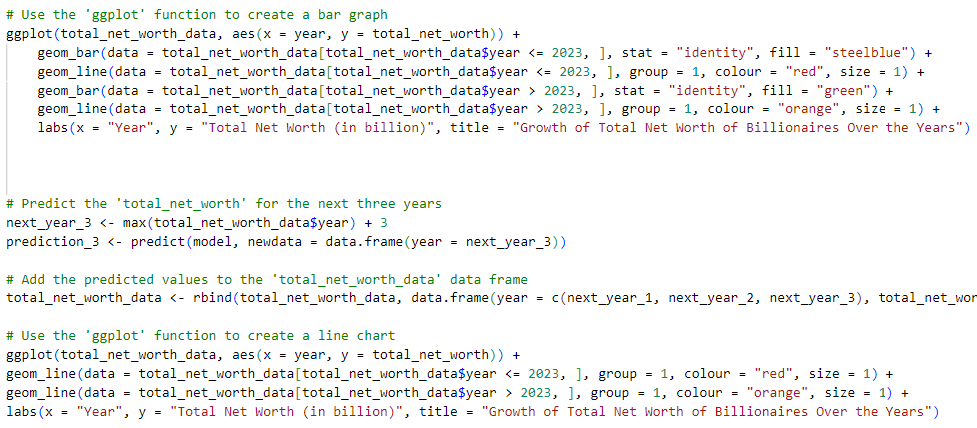 # Use the 'ggplot' function to create a bar graph
ggplot(total_net_worth_data, aes(x = year, y = total_net_worth)) +
    geom_bar(data = total_net_worth_data[total_net_worth_data$year <= 2023, ], stat = "identity", fill = "steelblue") +
    geom_line(data = total_net_worth_data[total_net_worth_data$year <= 2023, ], group = 1, colour = "red", size = 1) +
    geom_bar(data = total_net_worth_data[total_net_worth_data$year > 2023, ], stat = "identity", fill = "green") +
    geom_line(data = total_net_worth_data[total_net_worth_data$year > 2023, ], group = 1, colour = "orange", size = 1) +
    labs(x = "Year", y = "Total Net Worth (in billion)", title = "Growth of Total Net Worth of Billionaires Over the Years")
# Predict the 'total_net_worth' for the next three years
next_year_3 <- max(total_net_worth_data$year) + 3
prediction_3 <- predict(model, newdata = data.frame(year = next_year_3))
# Add the predicted values to the 'total_net_worth_data' data frame
total_net_worth_data <- rbind(total_net_worth_data, data.frame(year = c(next_year_1, next_year_2, next_year_3), total_net_wor
# Use the 'ggplot' function to create a line chart
ggplot(total_net_worth_data, aes(x = year, y = total_net_worth)) +
geom_line(data = total_net_worth_data[total_net_worth_data$year <= 2023, ], group = 1, colour = "red", size = 1) +
geom_line(data = total_net_worth_data[total_net_worth_data$year > 2023, ], group = 1, colour = "orange", size = 1) +
labs(x = "Year", y = "Total Net Worth (in billion)", title = "Growth of Total Net Worth of Billionaires Over the Years")